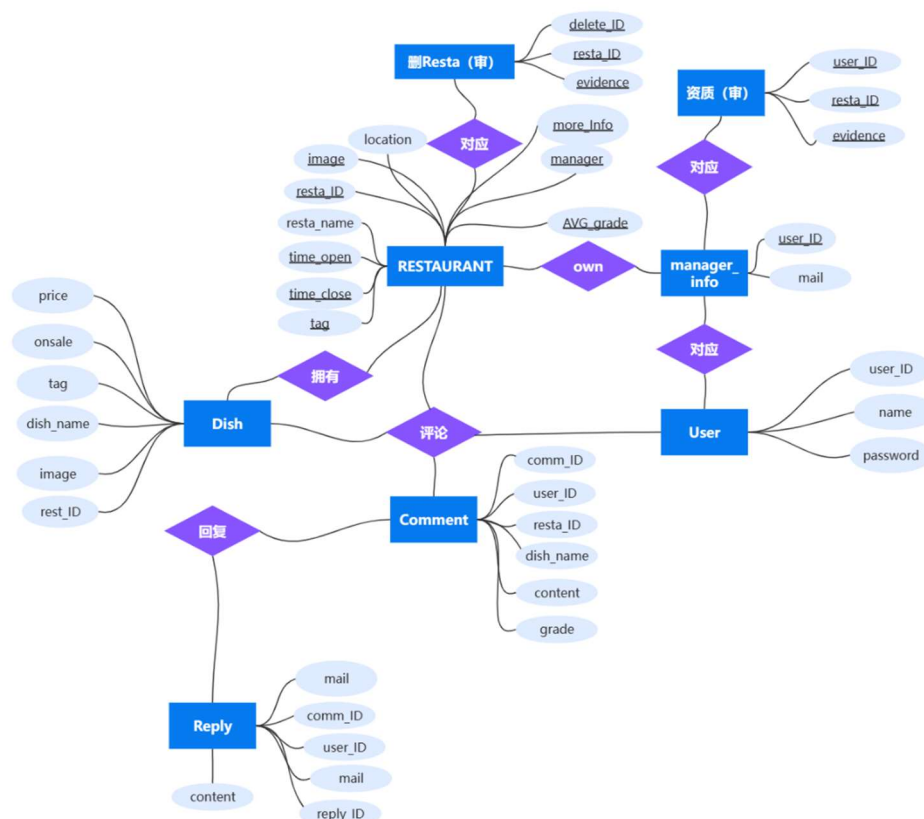 delete_ID
删Resta（审）
resta_ID
evidence
user_ID
资质（审）
resta_ID
evidence
more_Info
location
对应
image
manager
对应
resta_ID
resta_name
AVG_grade
user_ID
time_open
RESTAURANT
own
manager_
info
mail
time_close
price
tag
onsale
对应
user_ID
拥有
tag
dish_name
Dish
评论
User
name
image
comm_ID
password
user_ID
rest_ID
Comment
resta_ID
回复
dish_name
content
grade
mail
comm_ID
Reply
user_ID
mail
content
reply_ID